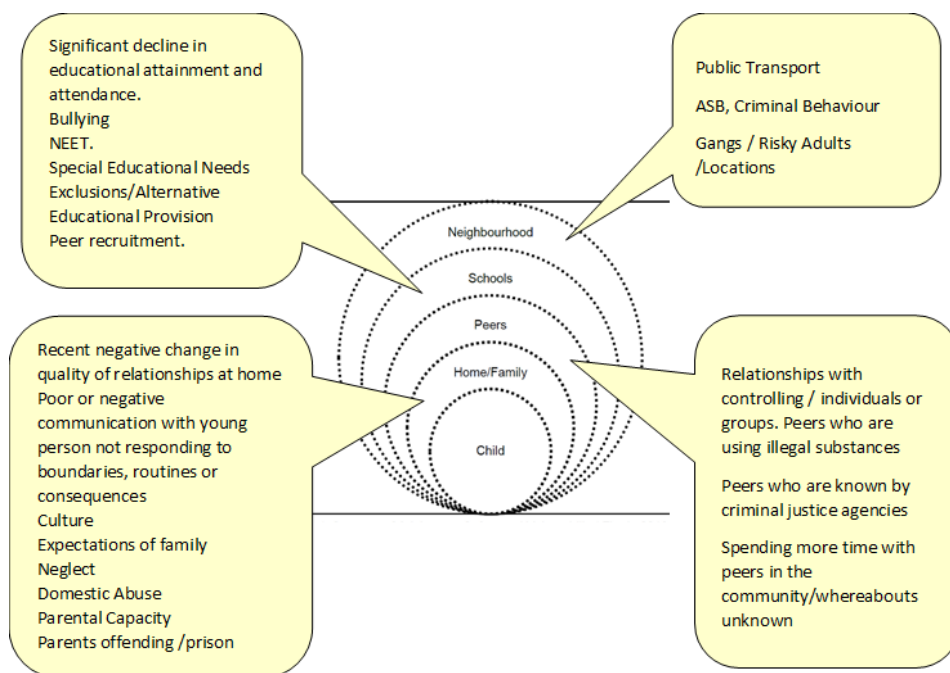 Significant decline in
educational attainment and
attendance.
Bullying
NEET.
Special Educational Needs
Exclusions/Alternative
Educational Provision
Peer recruitment.
Public Transport
ASB, Criminal Behaviour
Gangs / Risky Adults
/Locations
Neighbourhood
Schools
Peers
Home/Family
Child
Recent negative change in
quality of relationships at home
Poor or negative
communication with young
person not responding to
boundaries, routines or
consequences
Culture
Expectations of family
Neglect
Domestic Abuse
Parental Capacity
Parents offending /prison
Relationships with
controlling / individuals or
groups. Peers who are
using illegal substances
Peers who are known by
criminal justice agencies
Spending more time with
peers in the
community/whereabouts
unknown